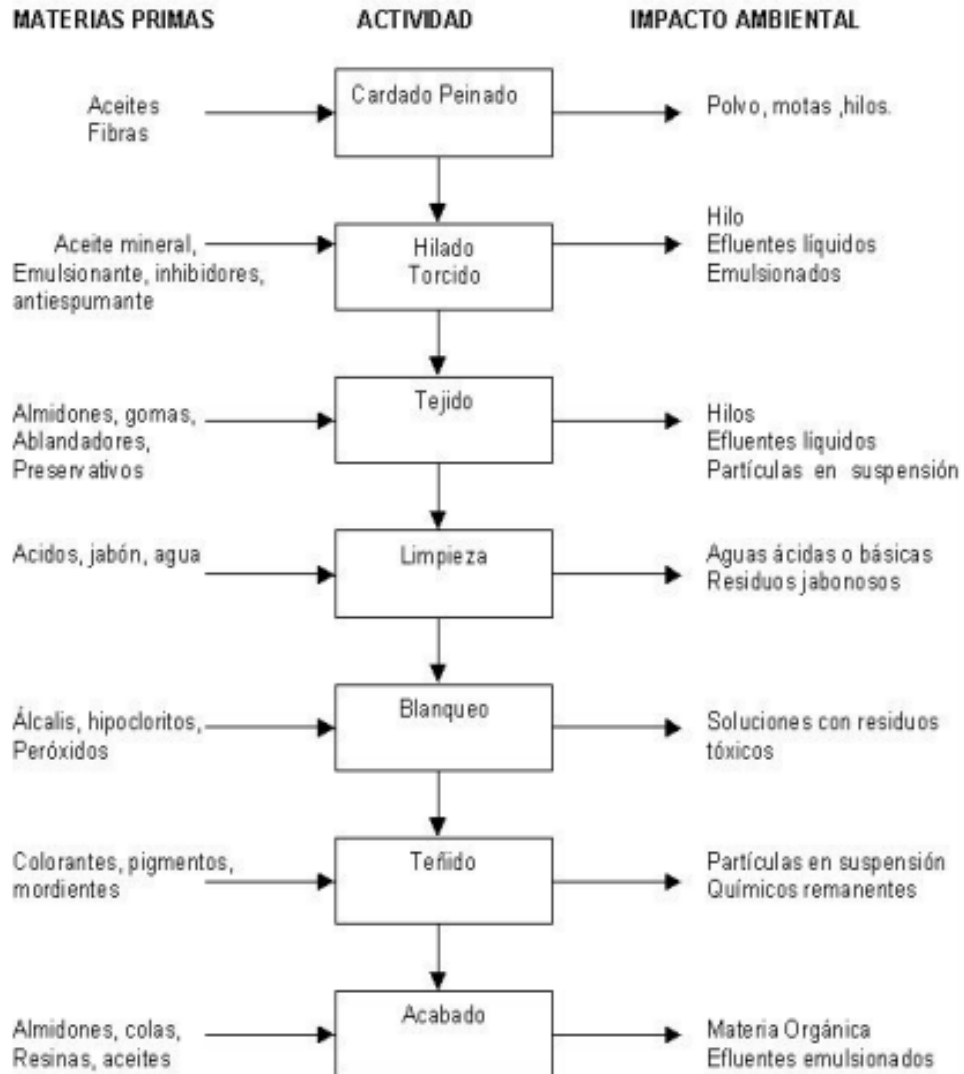 MATERIAS PRIMAS ACTIVIDAD IMPACTO AMBIENTAL
Aceites
Fibras
Cardado Peinado
Polvo, motas ,hilos.
Aceite mineral,
Emulsionante, inhibidores,
antiespumante
Hilado
Torcido
Hilo
Efluentes líquidos
Emulsionados
Almidones, gomas,
Ablandadores,
Preservativos
Tejido
Hilos
Efluentes líquidos
Partículas en suspensión
Acidos, jabón, agua
Limpieza
Aguas ácidas o básicas
Residuos jabonosos
Álcalis, hipocloritos,
Peróxidos
Blanqueo
Soluciones con residuos
tóxicos
Colorantes, pigmentos,
mordientes
Teñido
Partículas en suspensión
Químicos remanentes
Almidones, colas,
Resinas, aceites
Acabado
Materia Orgánica
Efluentes emulsionados